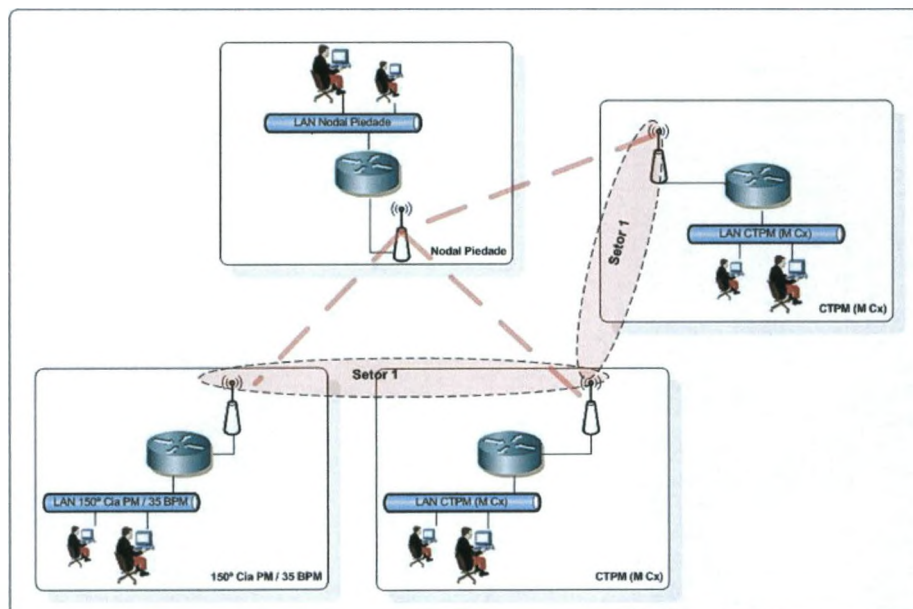 LAN Nodal Piedade
Nodal Piedade
Setor 1
LAN CTPM (M Cx)
CTPM (M Cx)
Setor 1
LAN 150ª Cia PM / 35 BPM
150ª Cia PM / 35 BPM
LAN CTPM (M Cx)
CTPM (M Cx)